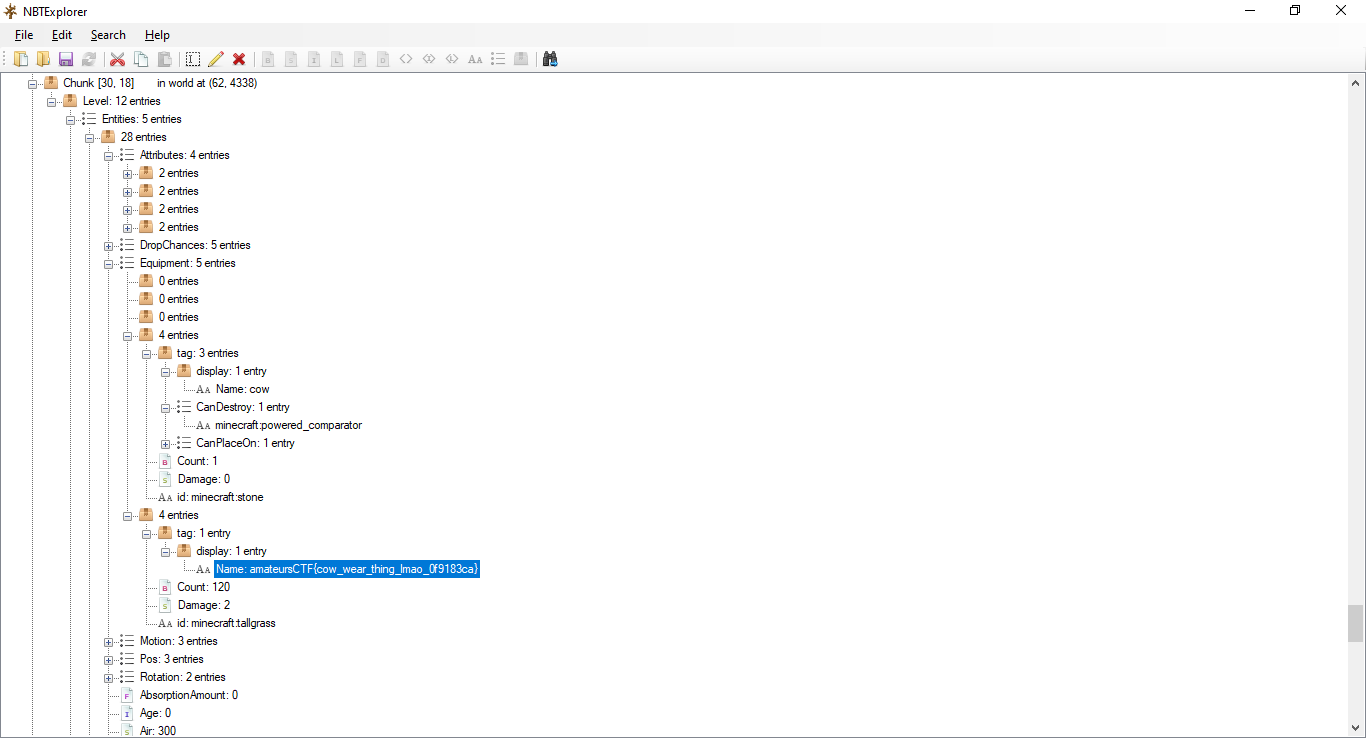 NBTExplorer
File Edit Search Help
Chunk [30, 18] in world at (62, 4338)
Level: 12 entries
Entities: 5 entries
28 entries
Attributes: 4 entries
2 entries
2 entries
2 entries
2 entries
DropChances: 5 entries
Equipment: 5 entries
0 entries
0 entries
0 entries
4 entries
tag: 3 entries
display: 1 entry
Name: cow
CanDestroy: 1 entry
minecraft:powered_comparator
CanPlaceOn: 1 entry
Count: 1
Damage: 0
id: minecraft:stone
4 entries
tag: 1 entry
display: 1 entry
Name: amateursCTF{cow_wear_thing_lmao_0f9183ca}
Count: 120
Damage: 2
id: minecraft:tallgrass
Motion: 3 entries
Pos: 3 entries
Rotation: 2 entries
AbsorptionAmount: 0
Age: 0
Air: 300